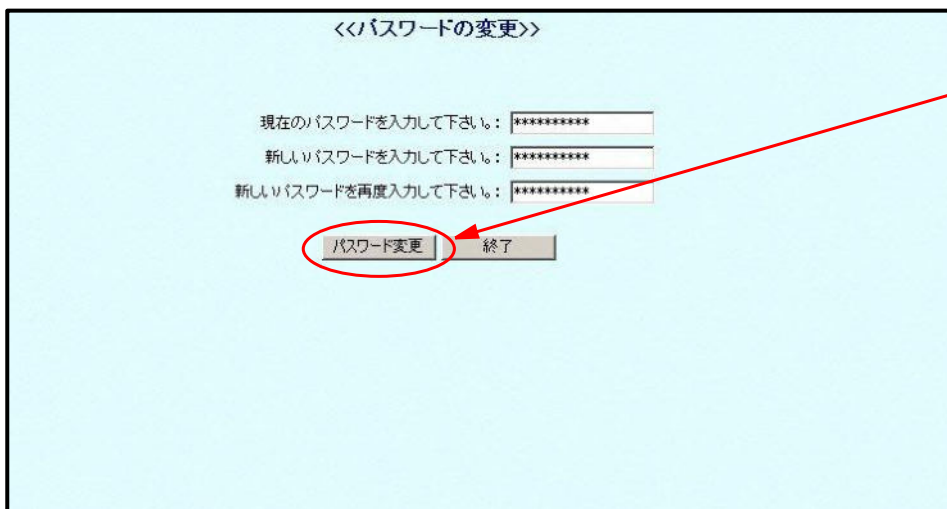 <<パスワードの変更>>
現在のパスワードを入力して下さい。: **********
新しいパスワードを入力して下さい。: **********
新しいパスワードを再度入力して下さい。: **********
パスワード変更 終了